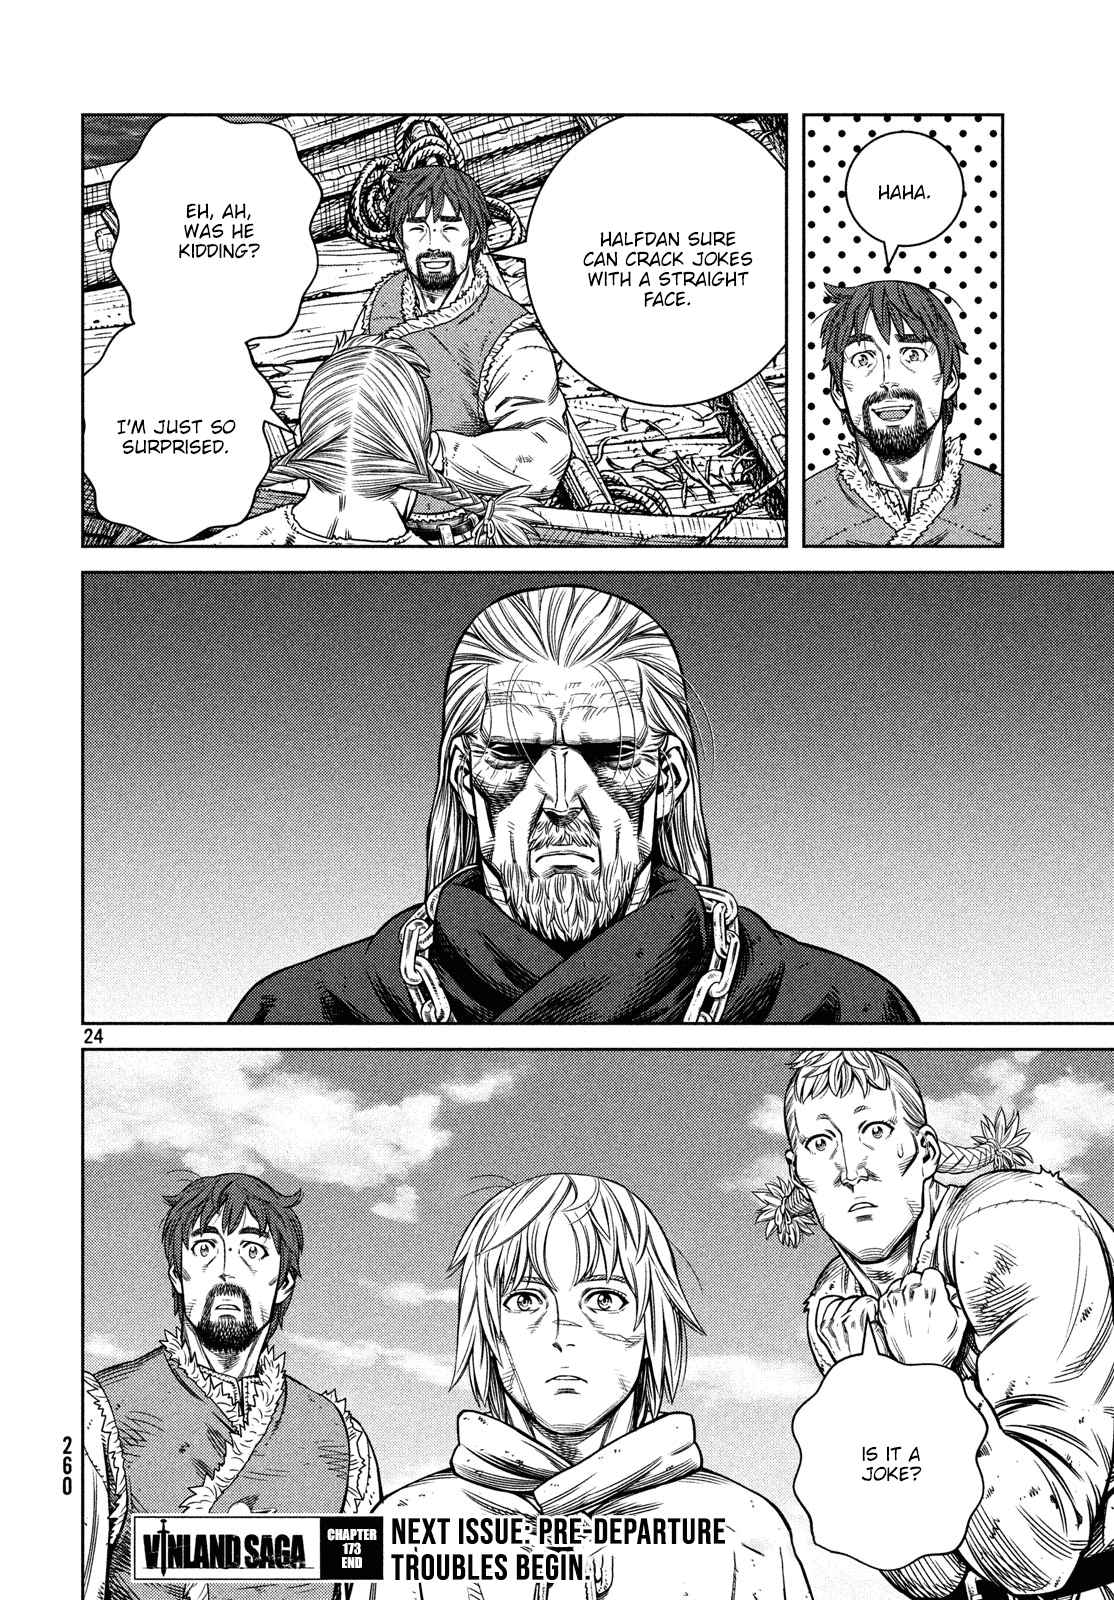 HAHA.
HALFDAN SURE
CAN CRACK JOKES
WITH A STRAIGHT
FACE.
EH, AH,
WAS HE
KIDDING?
I'M JUST SO
SURPRISED.
24
IS IT A
JOKE?
260
VINLAND SAGA
CHAPTER
173
END
NEXT ISSUE: PRE-DEPARTURE
TROUBLES BEGIN.